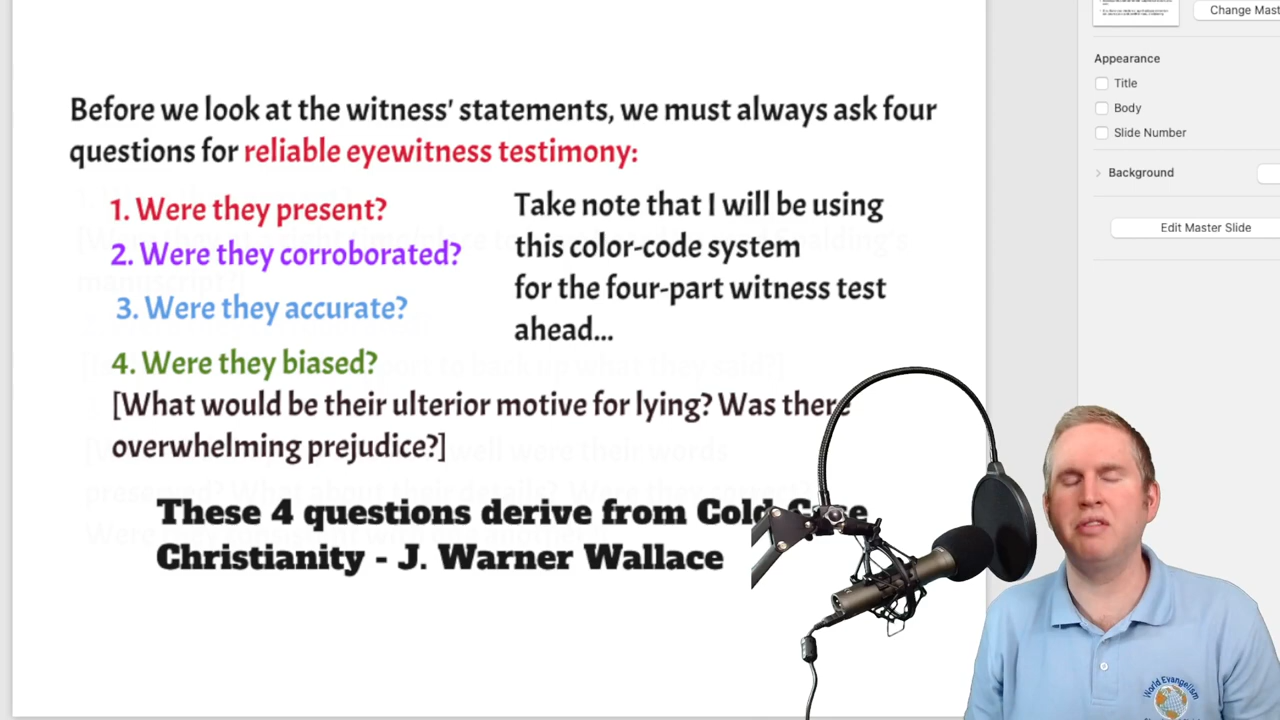 Before we look at the witness' statements, we must always ask four
questions for reliable eyewitness testimony:
1. Were they present?
2. Were they corroborated?
3. Were they accurate?
4. Were they biased?
[What would be their ulterior motive for lying? Was there
overwhelming prejudice?]
Take note that I will be using
this color-code system
for the four-part witness test
ahead...
These 4 questions derive from Cold-Case
Christianity - J. Warner Wallace
Appearance
Title
Body
Slide Number
Background
Edit Master Slide
Change Mast
World Evangelism